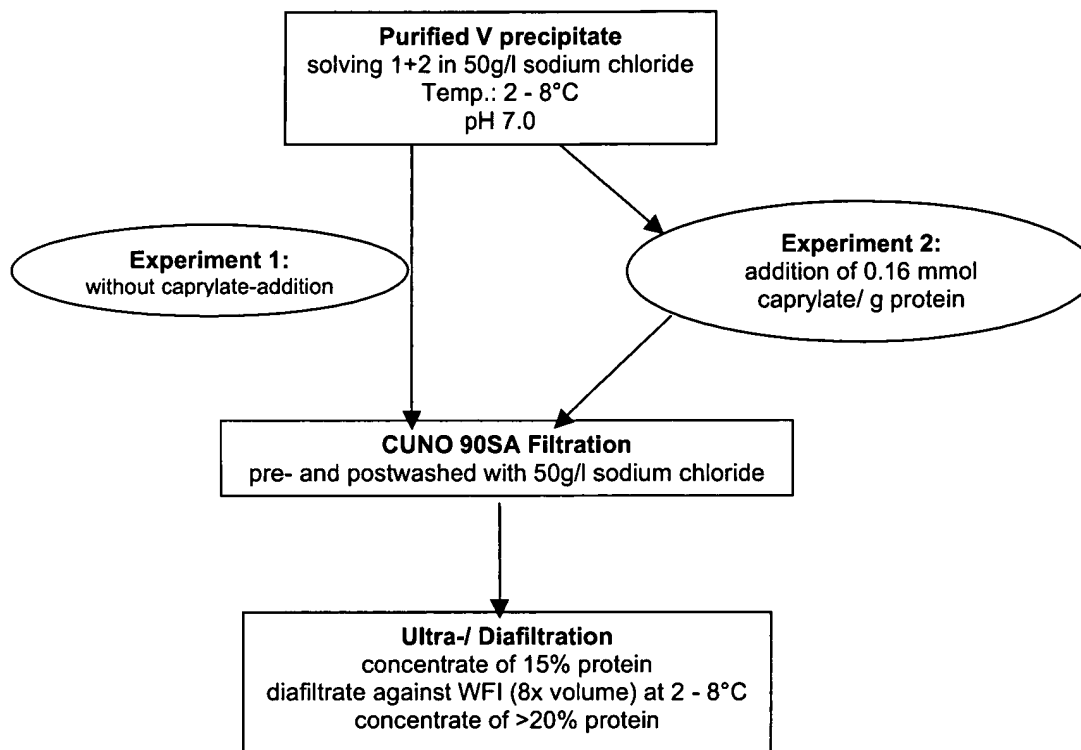 Purified V precipitate
solving 1+2 in 50g/l sodium chloride
Temp.: 2 - 8°C
pH 7.0
Experiment 1:
without caprylate-addition
Experiment 2:
addition of 0.16 mmol
caprylate/ g protein
CUNO 90SA Filtration
pre- and postwashed with 50g/l sodium chloride
Ultra-/ Diafiltration
concentrate of 15% protein
diafiltrate against WFI (8x volume) at 2 - 8°C
concentrate of >20% protein